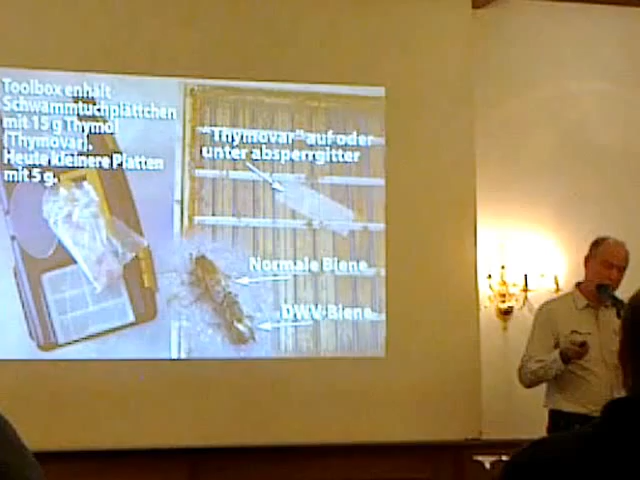 Toolbox enhält
Schwammtuchplättchen
mit 15 g Thymol
(Thymovar).
Heute kleinere Platten
mit 5 g.
"Thymovar" auf oder
unter absperrgitter
Normale Biene
DWV-Biene